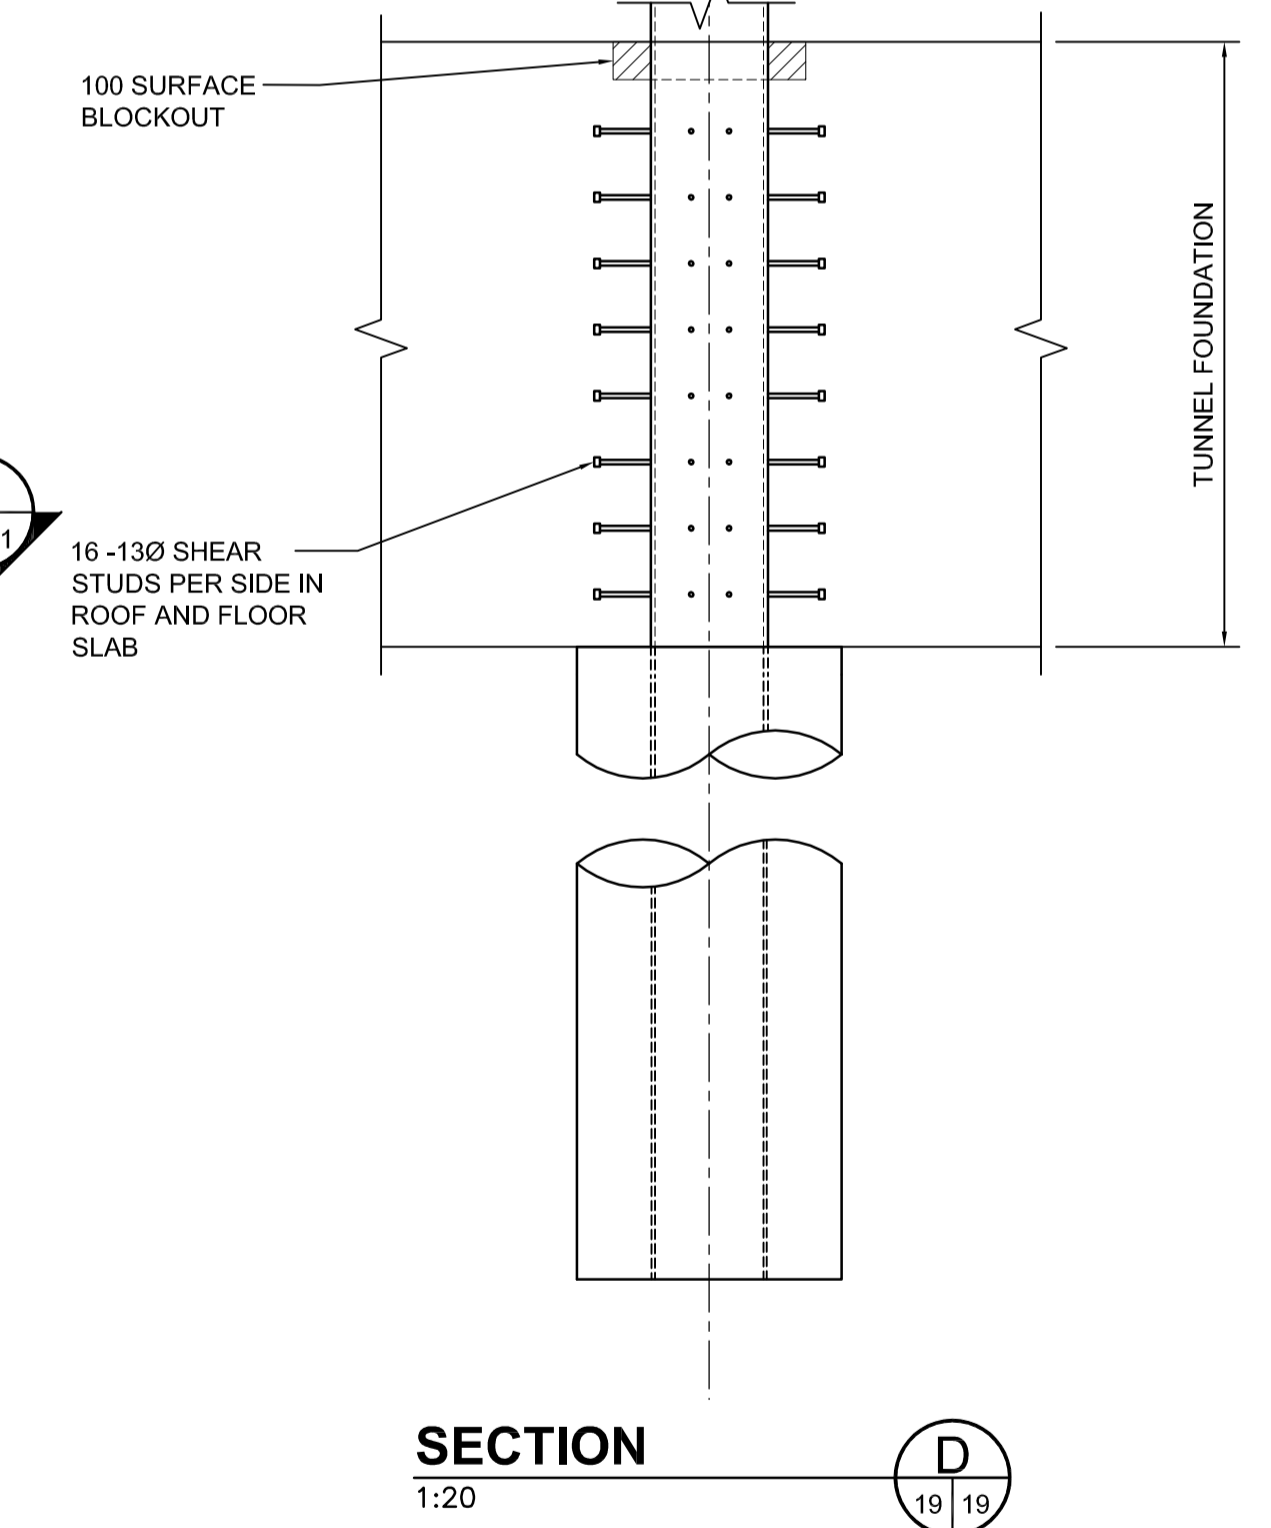 100 SURFACE
BLOCKOUT
TUNNEL FOUNDATION
1
16 -13Ø SHEAR
STUDS PER SIDE IN
ROOF AND FLOOR
SLAB
SECTION
1:20
D
19 19